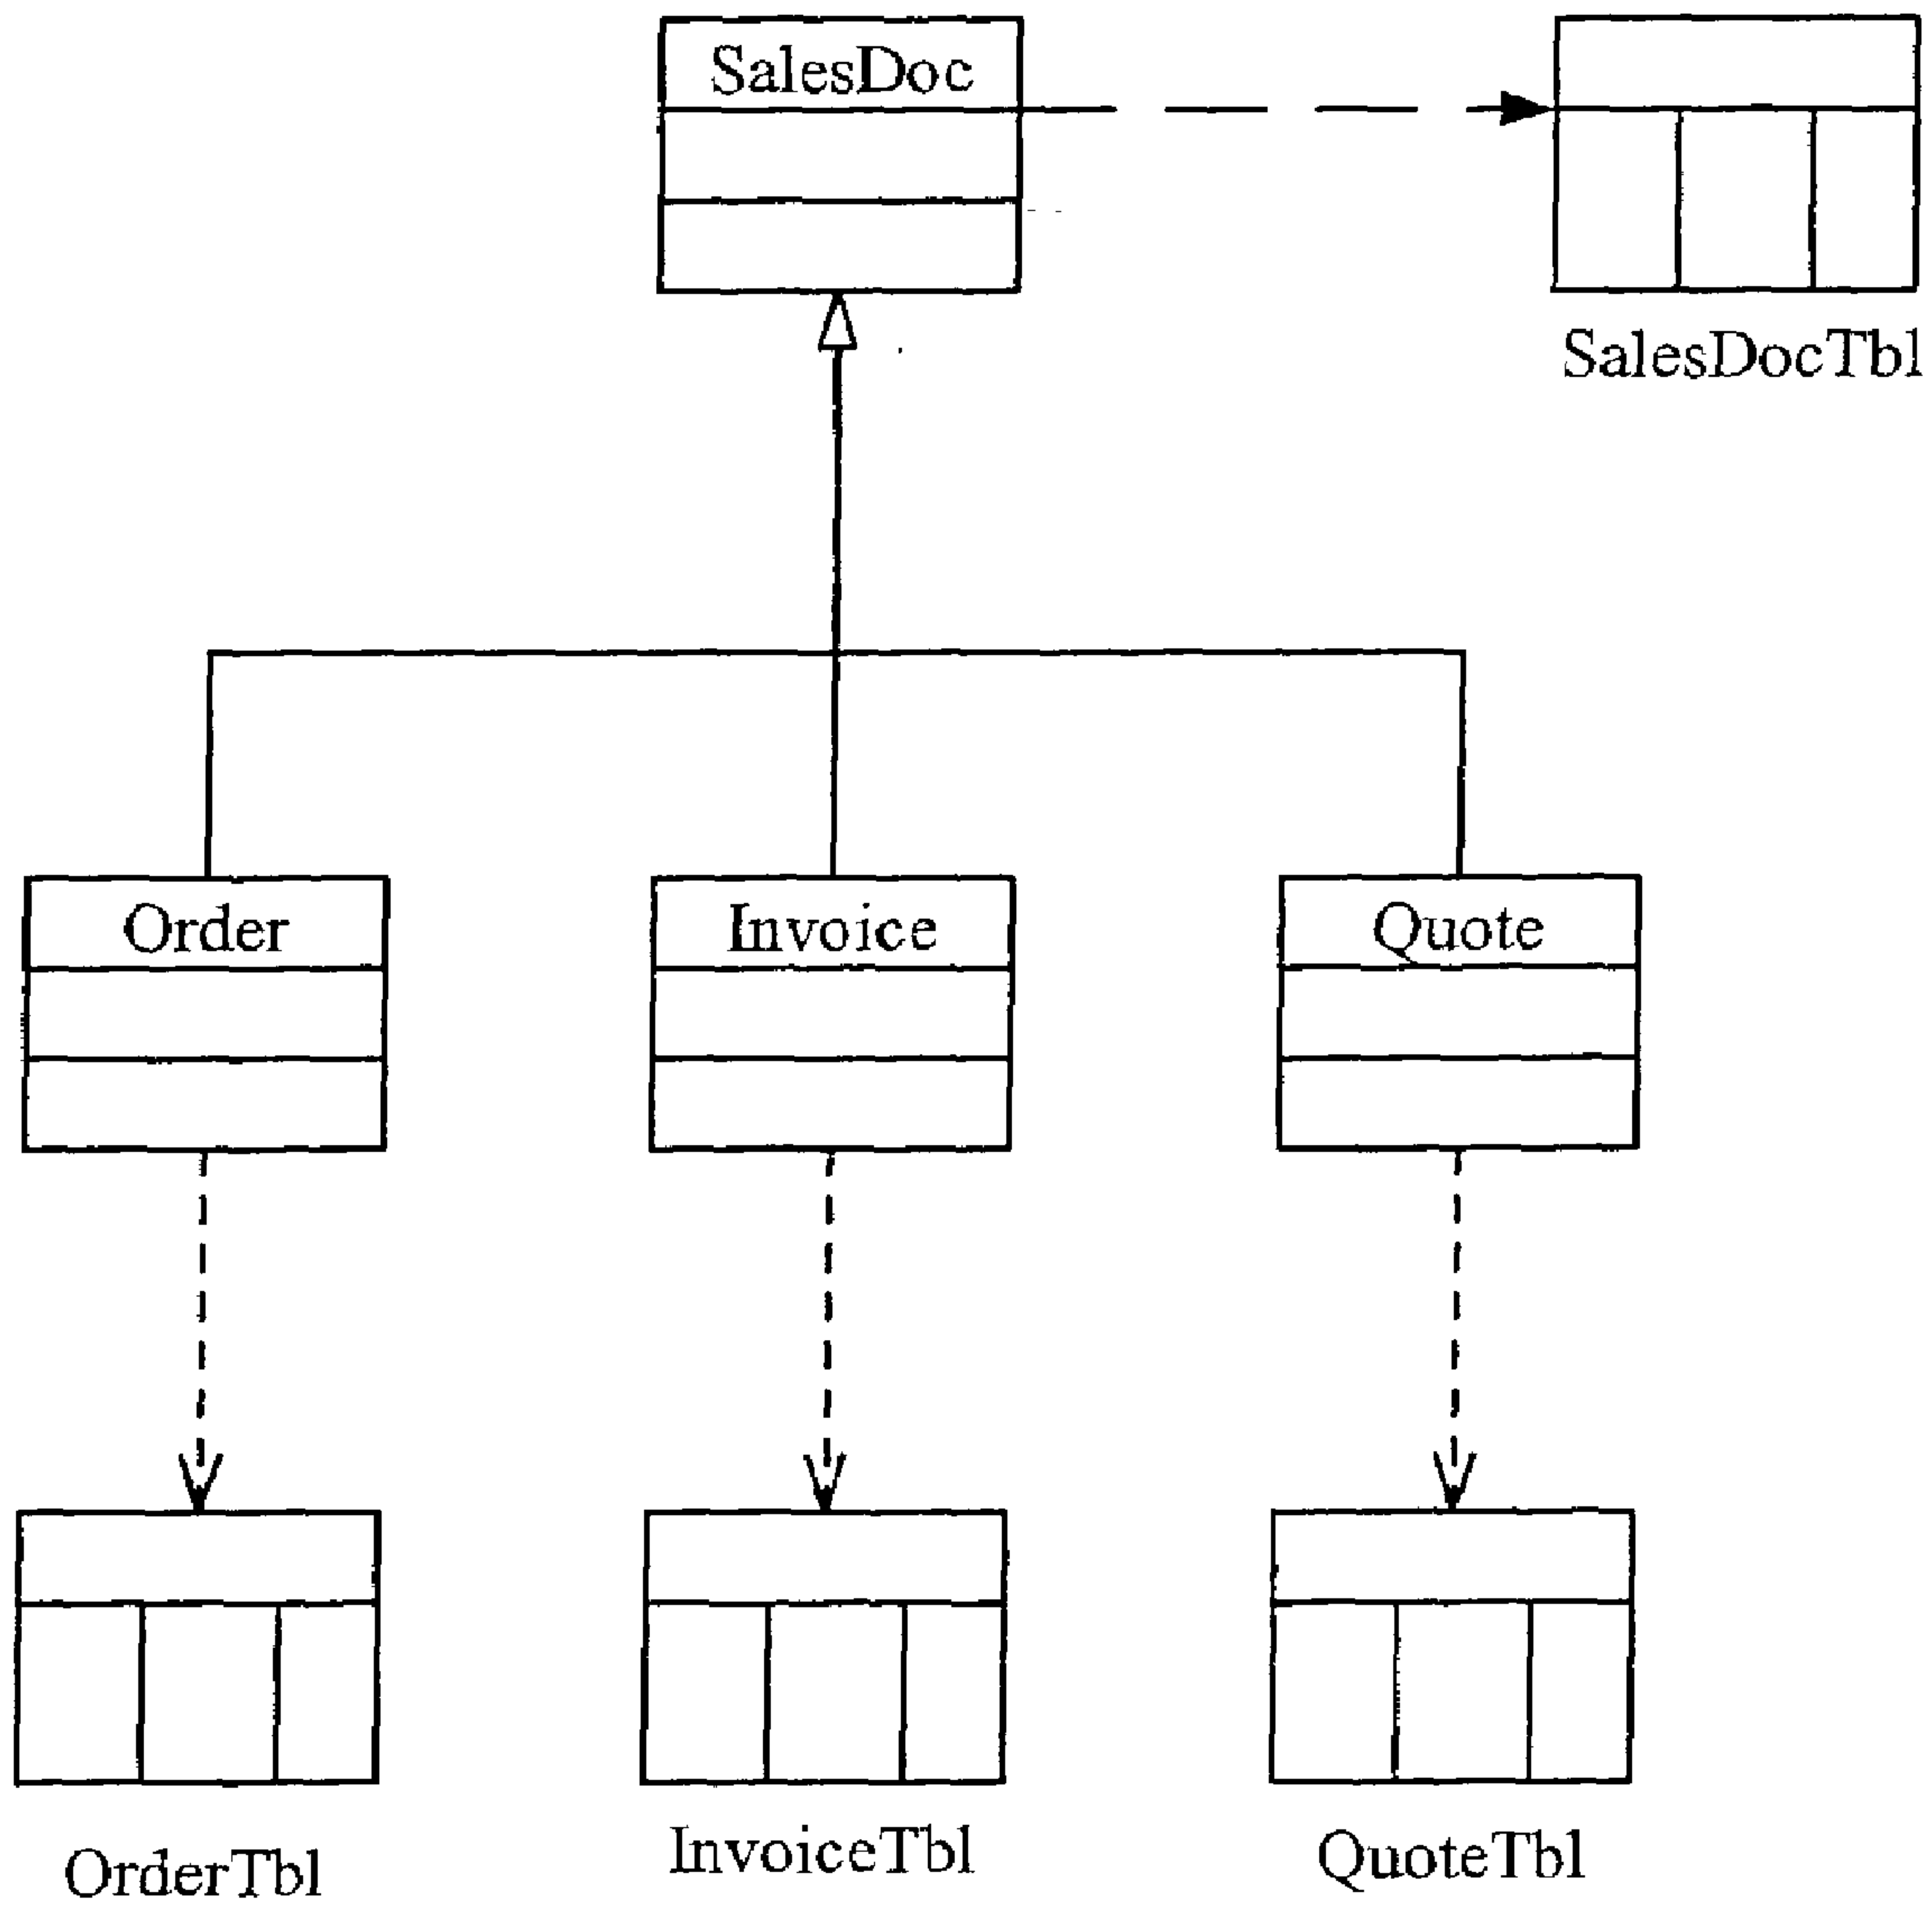 SalesDoc
SalesDocTbl
Order
Invoice
Quote
OrderTbl
InvoiceTbl
QuoteTbl